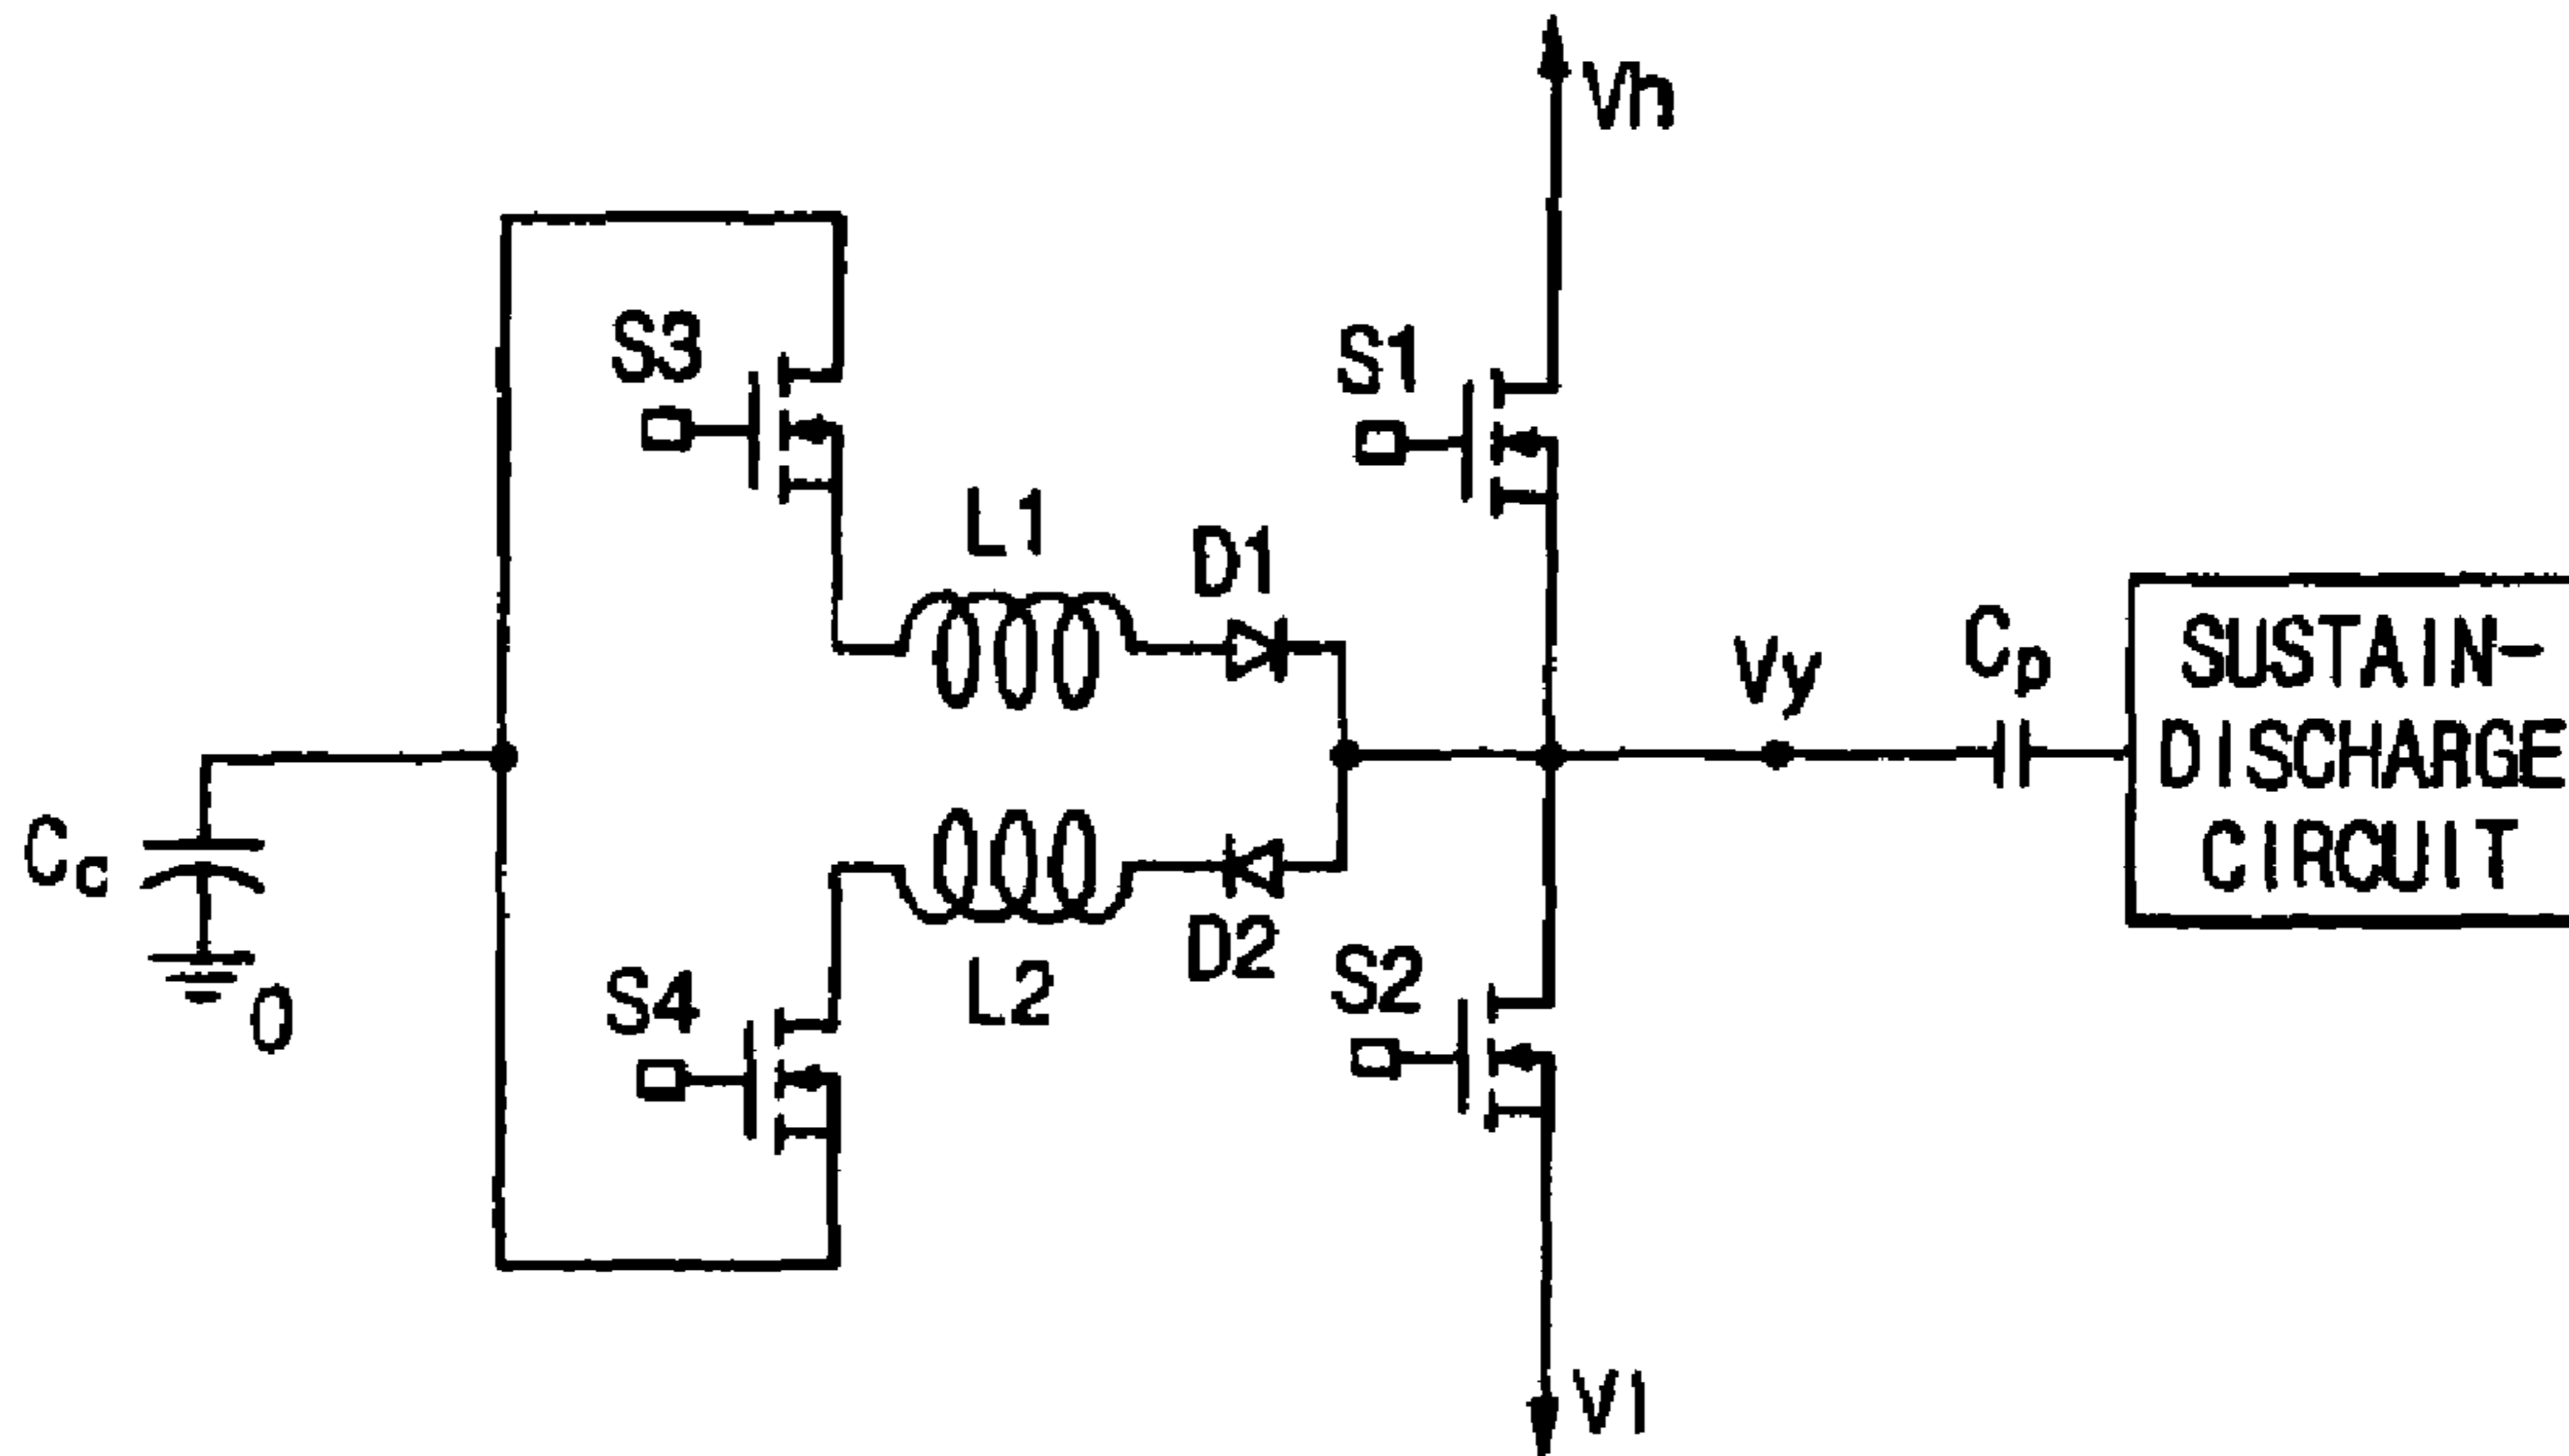 Vh
S3
S1
L1
D1
Vy
Cp
SUSTAIN-
DISCHARGE
CIRCUIT
Cc
0
S4
L2
D2
S2
Vl